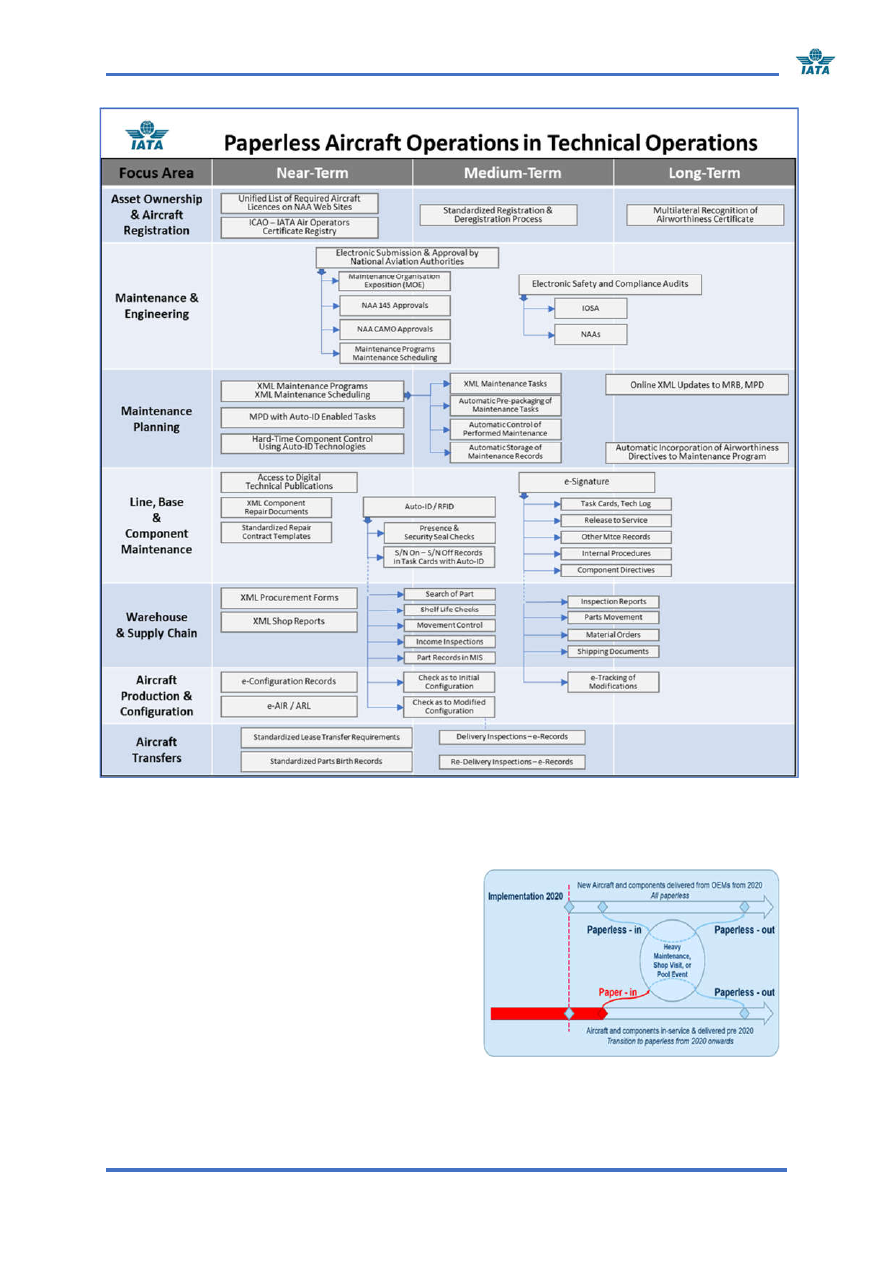 IATA
IATA
Paperless Aircraft Operations in Technical Operations
Focus Area
Near-Term
Medium-Term
Long-Term
Asset Ownership
& Aircraft
Registration
Unified List of Required Aircraft
Licences on NAA Web Sites
ICAO – IATA Air Operators
Certificate Registry
Standardized Registration &
Deregistration Process
Multilateral Recognition of
Airworthiness Certificate
Maintenance &
Engineering
Electronic Submission & Approval by
National Aviation Authorities
Maintenance Organisation
Exposition (MOE)
NAA 145 Approvals
NAA CAMO Approvals
Maintenance Programs
Maintenance Scheduling
Electronic Safety and Compliance Audits
IOSA
NAAs
Maintenance
Planning
XML Maintenance Programs
XML Maintenance Scheduling
MPD with Auto-ID Enabled Tasks
Hard-Time Component Control
Using Auto-ID Technologies
XML Maintenance Tasks
Automatic Pre-packaging of
Maintenance Tasks
Automatic Control of
Performed Maintenance
Automatic Storage of
Maintenance Records
Online XML Updates to MRB, MPD
Automatic Incorporation of Airworthiness
Directives to Maintenance Program
Line, Base
&
Component
Maintenance
Access to Digital
Technical Publications
XML Component
Repair Documents
Standardized Repair
Contract Templates
Auto-ID / RFID
Presence &
Security Seal Checks
S/N On – S/N Off Records
in Task Cards with Auto-ID
e-Signature
Task Cards, Tech Log
Release to Service
Other Mtce Records
Internal Procedures
Component Directives
Warehouse
& Supply Chain
XML Procurement Forms
XML Shop Reports
Search of Part
Shelf Life Checks
Movement Control
Income Inspections
Part Records in MIS
Inspection Reports
Parts Movement
Material Orders
Shipping Documents
Aircraft
Production &
Configuration
e-Configuration Records
e-AIR / ARL
Check as to Initial
Configuration
Check as to Modified
Configuration
e-Tracking of
Modifications
Aircraft
Transfers
Standardized Lease Transfer Requirements
Standardized Parts Birth Records
Delivery Inspections – e-Records
Re-Delivery Inspections – e-Records
New Aircraft and components delivered from OEMs from 2020
All paperless
Implementation 2020
Paperless - in
Paperless - out
Heavy
Maintenance,
Shop Visit, or
Pool Event
Paper - in
Paperless - out
Aircraft and components in-service & delivered pre 2020
Transition to paperless from 2020 onwards